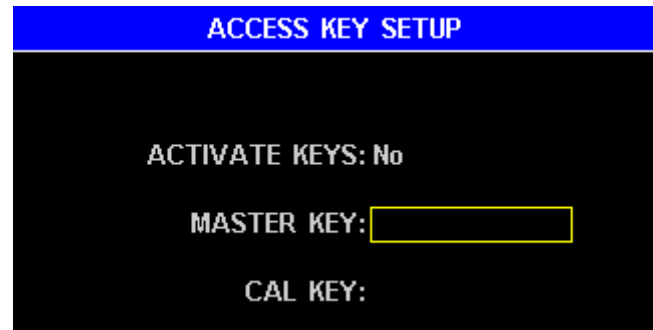 ACCESS KEY SETUP
ACTIVATE KEYS: No
MASTER KEY:
CAL KEY: